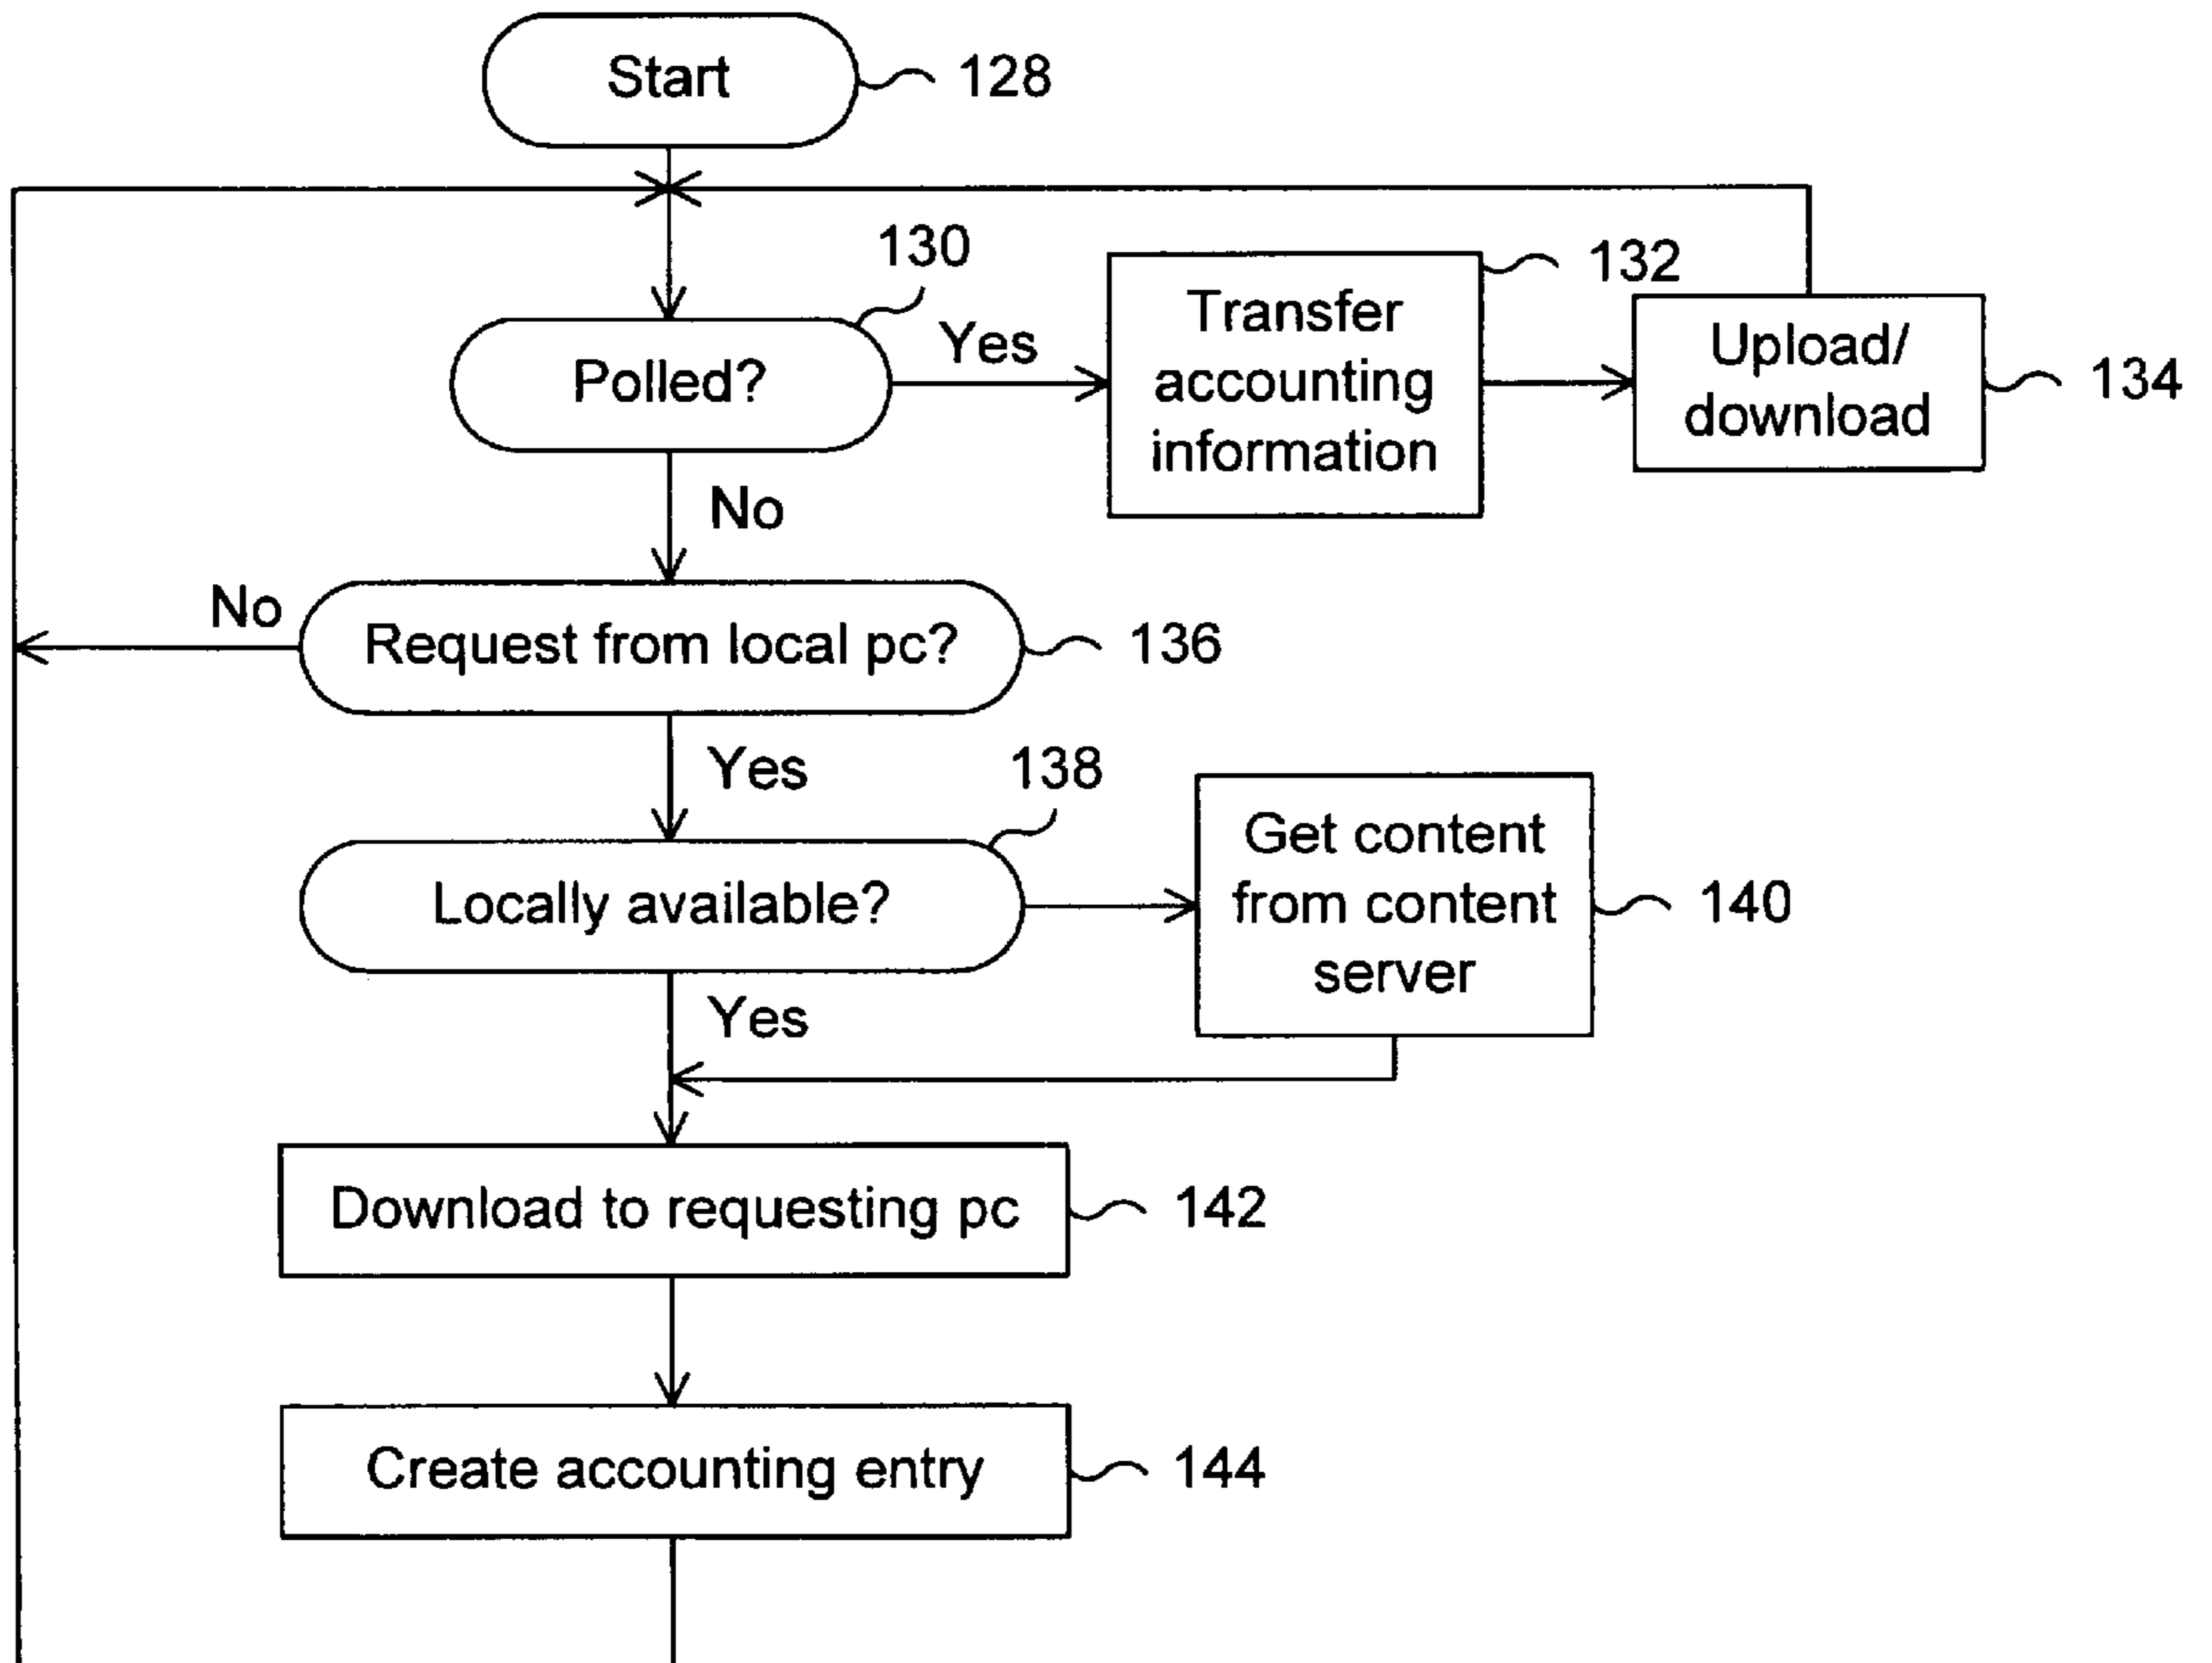 Start
128
130
132
Polled?
Yes
Transfer
accounting
information
Upload/
download
134
No
No
Request from local pc?
136
Yes
138
Locally available?
Get content
from content
server
140
Yes
Download to requesting pc
142
Create accounting entry
144